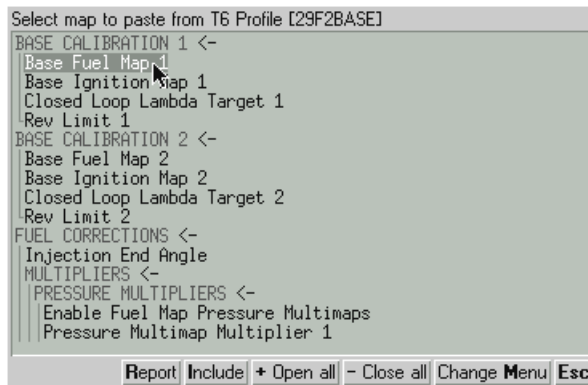 Select map to paste from T6 Profile [29F2BASE]
BASE CALIBRATION 1 <-
Base Fuel Map 1
Base Ignition Map 1
Closed Loop Lambda Target 1
Rev Limit 1
BASE CALIBRATION 2 <-
Base Fuel Map 2
Base Ignition Map 2
Closed Loop Lambda Target 2
Rev Limit 2
FUEL CORRECTIONS <-
Injection End Angle
MULTIPLIERS <-
PRESSURE MULTIPLIERS <-
Enable Fuel Map Pressure Multimaps
Pressure Multimap Multiplier 1
Report Include + Open all - Close all Change Menu Esc